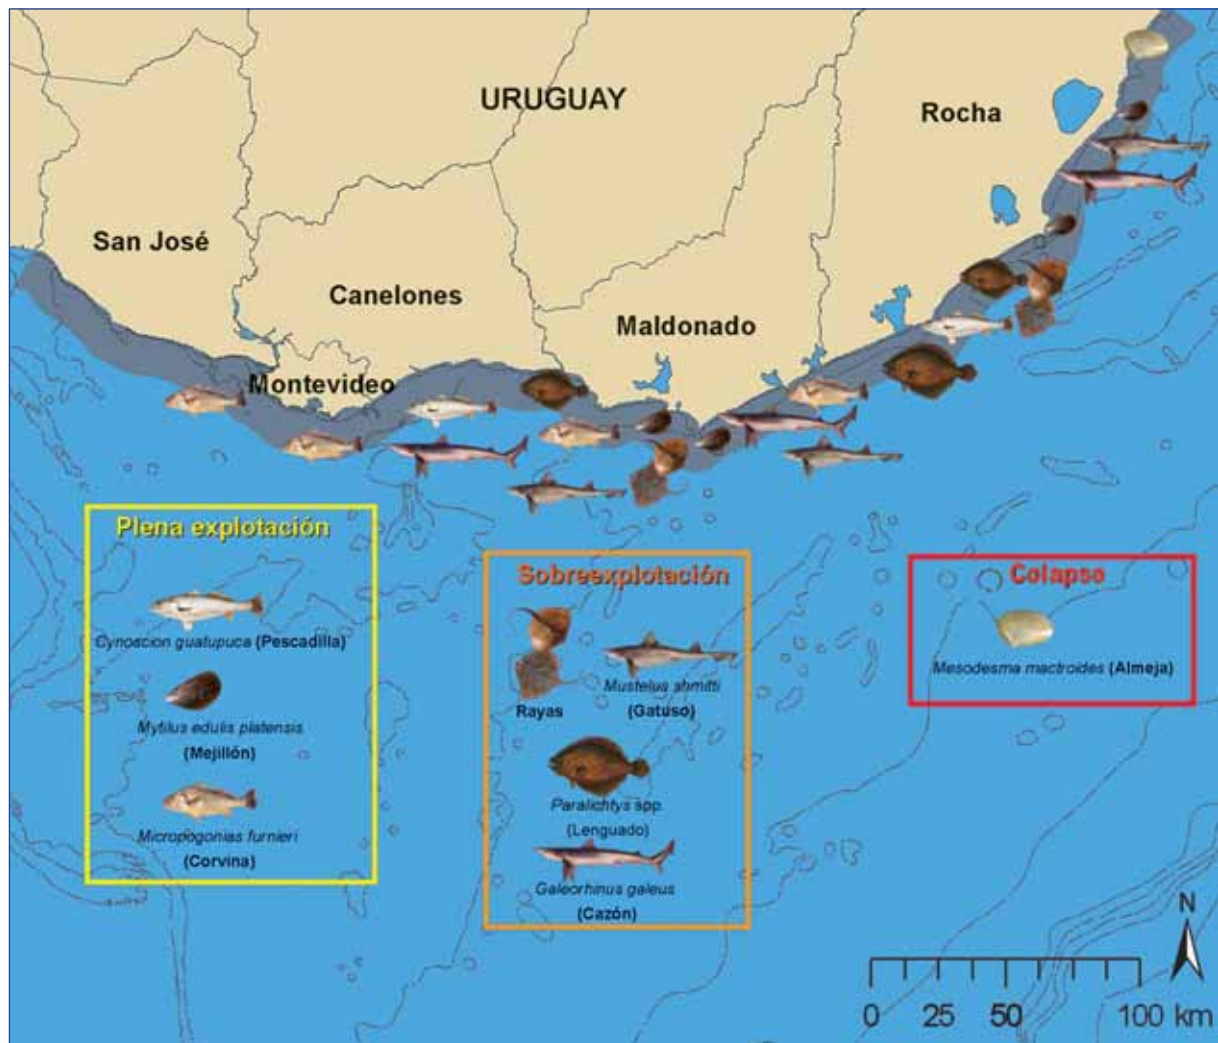 URUGUAY
Rocha
San José
Canelones
Maldonado
Montevideo
Plena explotación
Cynoscion guatupuca (Pescadilla)
Mytilus edulis platensis
(Mejillón)
Micropogonias furnieri
(Corvina)
Sobreexplotación
Rayas
Mustelus shmitti
(Gatuso)
Paralichtys spp.
(Lenguado)
Galeorhinus galeus
(Cazón)
Colapso
Mesodesma mactroides (Almeja)
N
0 25 50 100 km